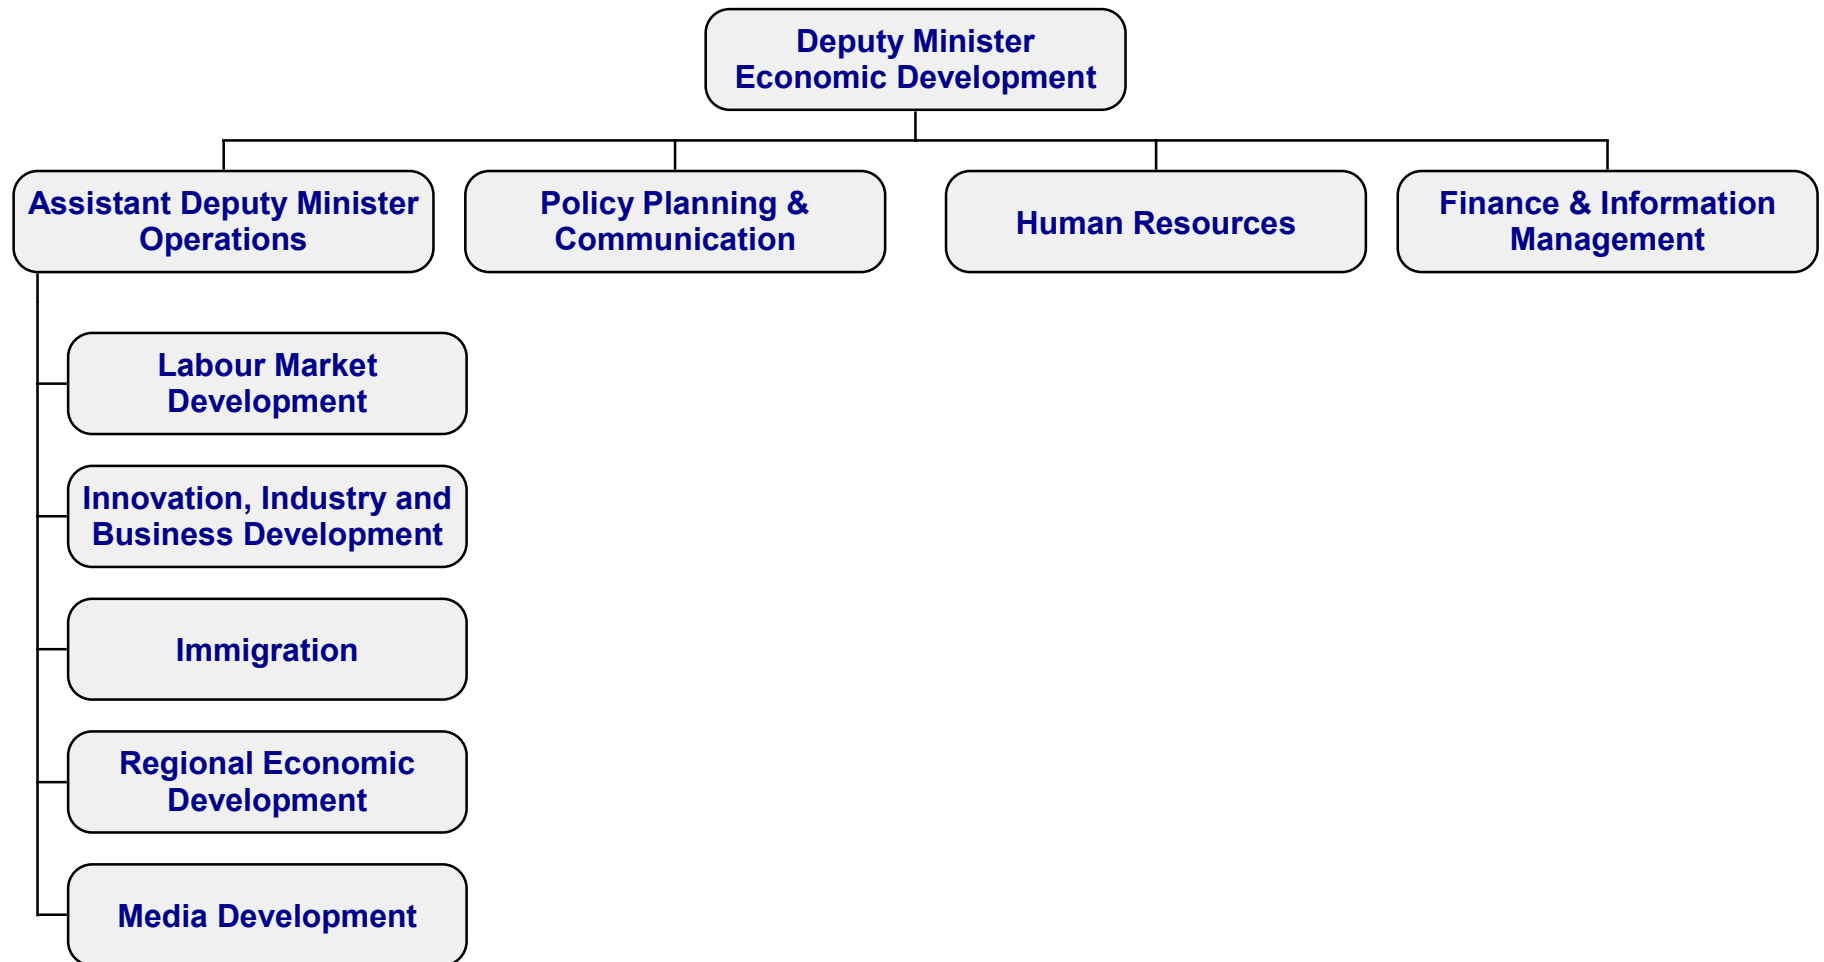 Deputy Minister
Economic Development
Assistant Deputy Minister
Operations
Policy Planning &
Communication
Human Resources
Finance & Information
Management
Labour Market
Development
Innovation, Industry and
Business Development
Immigration
Regional Economic
Development
Media Development